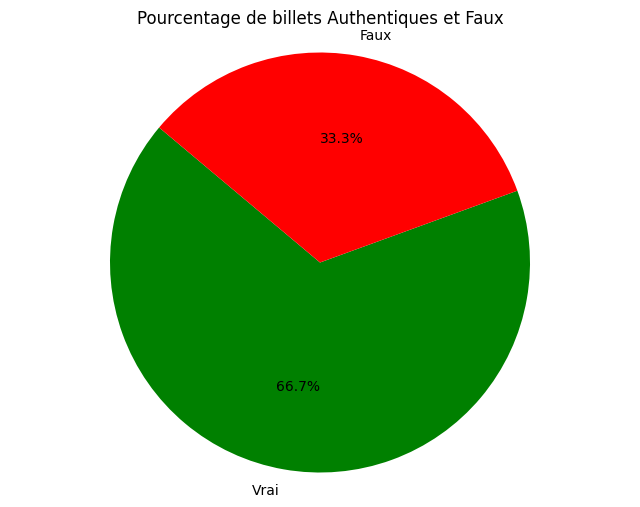 Pourcentage de billets Authentiques et Faux
Faux
33.3%
66.7%
Vrai